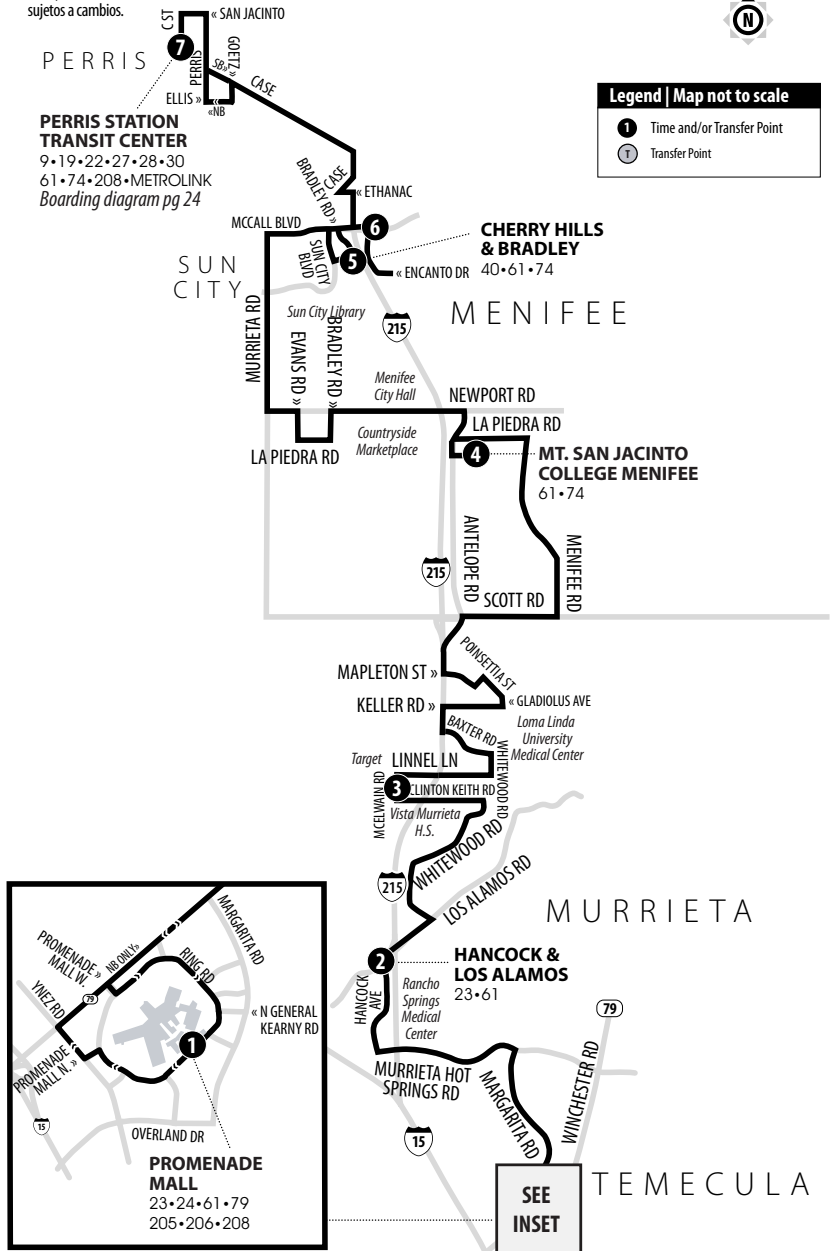 sujetos a cambios.
N
C ST
« SAN JACINTO
7
PERRIS
PERRIS
SB»
GOETZ »
CASE
ELLIS »
«NB
Legend | Map not to scale
1 Time and/or Transfer Point
T Transfer Point
PERRIS STATION
TRANSIT CENTER
9•19•22•27•28•30
61•74•208•METROLINK
Boarding diagram pg 24
CASE
BRADLEY RD »
« ETHANAC
MCCALL BLVD
6
CHERRY HILLS
& BRADLEY
40•61•74
SUN CITY
BLVD
5
« ENCANTO DR
SUN
CITY
MURRIETA RD
Sun City Library
215
MENIFEE
EVANS RD »
BRADLEY RD »
Menifee
City Hall
NEWPORT RD
LA PIEDRA RD
Countryside
Marketplace
LA PIEDRA RD
4
MT. SAN JACINTO
COLLEGE MENIFEE
61•74
215
ANTELOPE RD
MENIFEE RD
SCOTT RD
POINSETTIA ST
MAPLETON ST »
KELLER RD »
« GLADIOLUS AVE
BAXTER RD
Loma Linda
University
Medical Center
Target
LINNEL LN
WHITEWOOD RD
MCELWAIN RD
3
CLINTON KEITH RD
Vista Murrieta
H.S.
WHITEWOOD RD
215
LOS ALAMOS RD
MURRIETA
2
HANCOCK &
LOS ALAMOS
23•61
HANCOCK
AVE
Rancho
Springs
Medical
Center
79
MURRIETA HOT
SPRINGS RD
MARGARITA RD
WINCHESTER RD
15
SEE
INSET
TEMECULA
MARGARITA RD
PROMENADE »
MALL W.
NB ONLY»
RING RD
YNEZ RD
79
« N GENERAL
KEARNY RD
1
PROMENADE
MALL N. »
15
OVERLAND DR
PROMENADE
MALL
23•24•61•79
205•206•208